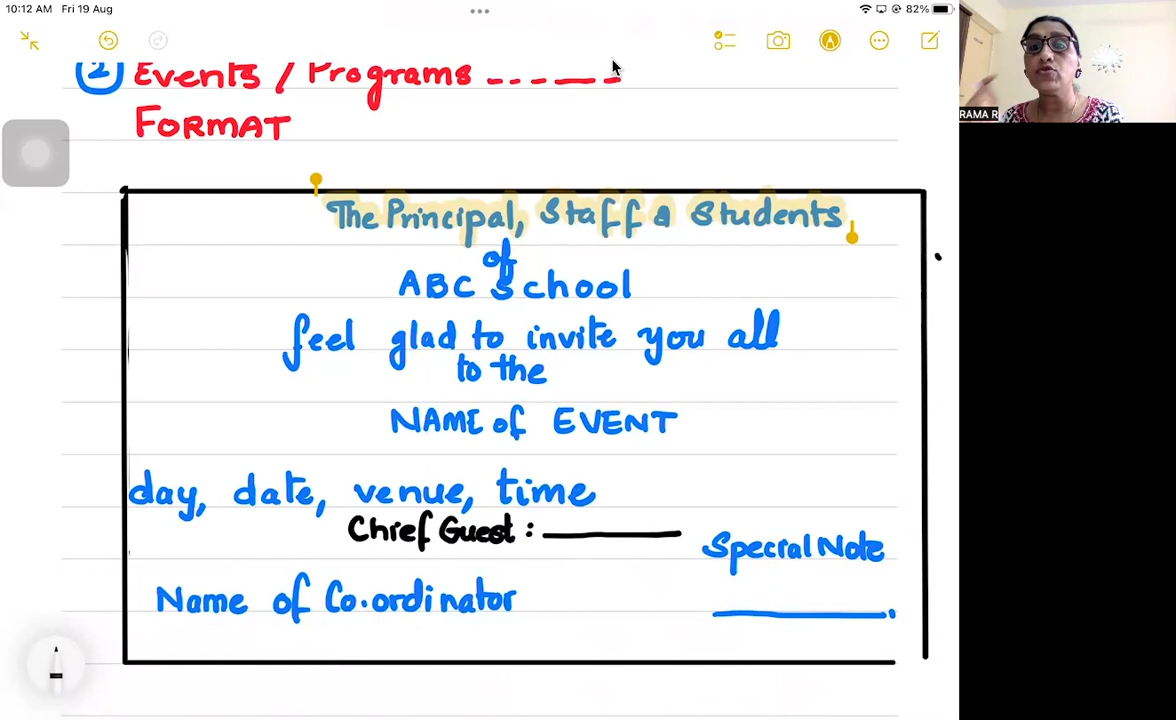 10:12 AM Fri 19 Aug
82%
RAMA R
2 Events / Programs
FORMAT
The Principal, Staff & Students
of
ABC School
feel glad to invite you all
to the
NAME of EVENT
day, date, venue, time
Chief Guest :
Special Note
Name of Co.ordinator